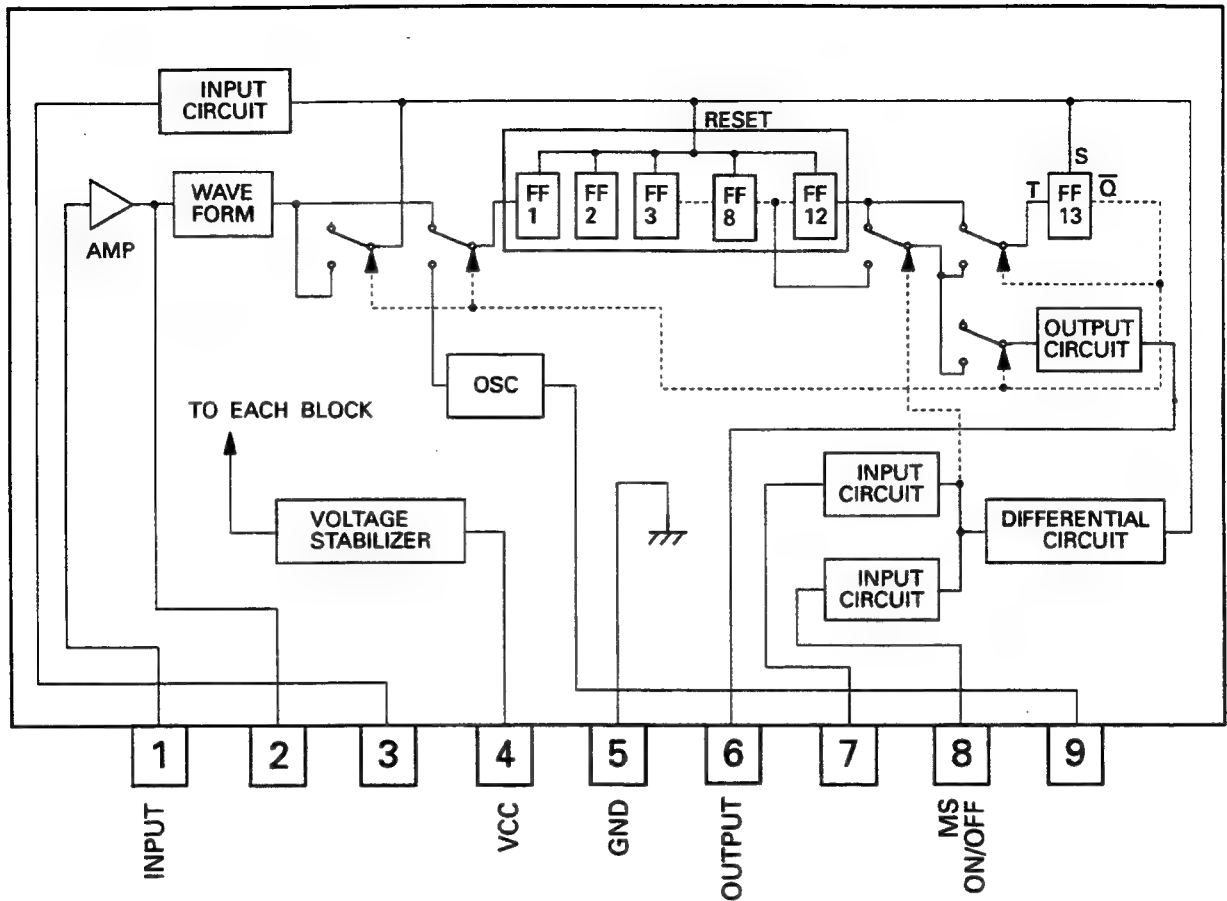 INPUT
CIRCUIT
RESET
S
WAVE
FORM
FF
1
FF
2
FF
3
FF
8
FF
12
T
FF
13
Q̅
AMP
OUTPUT
CIRCUIT
OSC
TO EACH BLOCK
INPUT
CIRCUIT
VOLTAGE
STABILIZER
DIFFERENTIAL
CIRCUIT
INPUT
CIRCUIT
1
2
3
4
5
6
7
8
9
INPUT
VCC
GND
OUTPUT
MS
ON/OFF